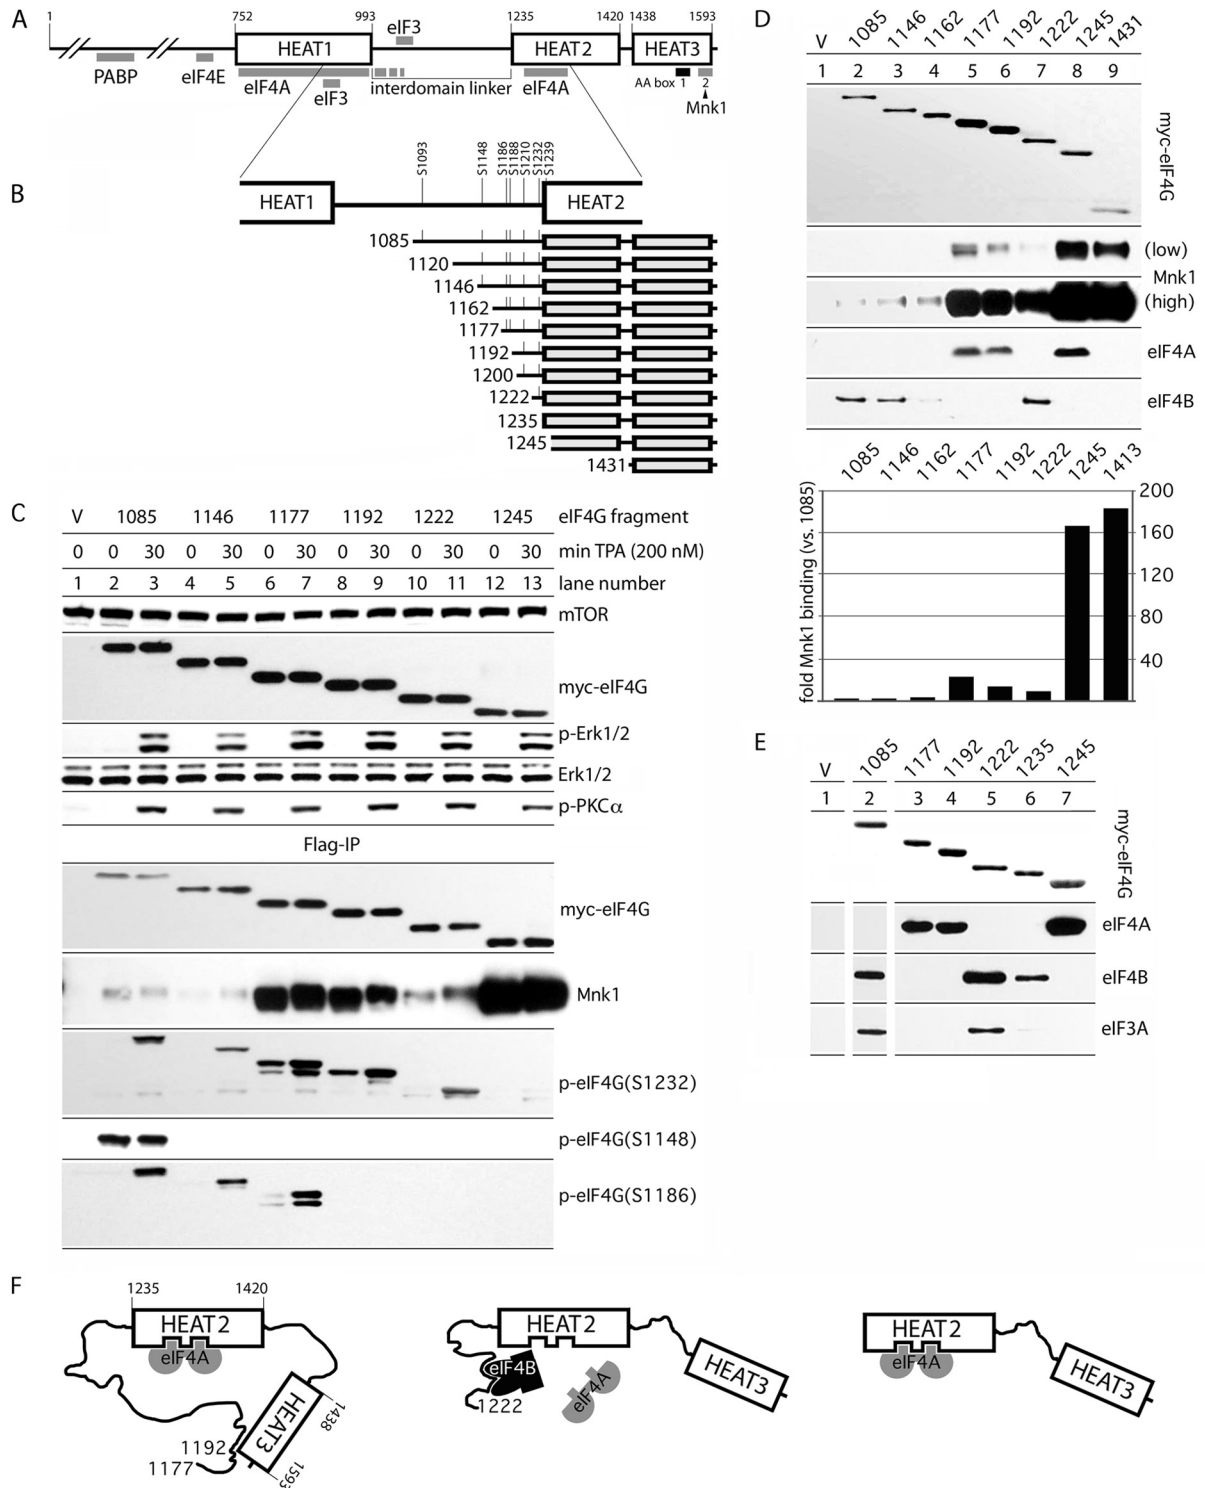 A
1 752 993 1235 1420 1438 1593
eIF3
HEAT1 HEAT2 HEAT3
PABP eIF4E eIF4A eIF3 interdomain linker eIF4A AA box 1 2
Mnk1
B
S1093 S1148 S1186 S1188 S1210 S1232 S1239
HEAT1 HEAT2
1085
1120
1146
1162
1177
1192
1200
1222
1235
1245
1431
C
V 1085 1146 1177 1192 1222 1245 eIF4G fragment
0 0 30 0 30 0 30 0 30 0 30 0 30 min TPA (200 nM)
1 2 3 4 5 6 7 8 9 10 11 12 13 lane number
mTOR
myc-eIF4G
p-Erk1/2
Erk1/2
p-PKCα
Flag-IP
myc-eIF4G
Mnk1
p-eIF4G(S1232)
p-eIF4G(S1148)
p-eIF4G(S1186)
D
V 1085 1146 1162 1177 1192 1222 1245 1431
1 2 3 4 5 6 7 8 9
myc-eIF4G
(low)
Mnk1
(high)
eIF4A
eIF4B
1085 1146 1162 1177 1192 1222 1245 1413
fold Mnk1 binding (vs. 1085)
200
160
120
80
40
E
V 1085 1177 1192 1222 1235 1245
1 2 3 4 5 6 7
myc-eIF4G
eIF4A
eIF4B
eIF3A
F
1235 1420
HEAT2
eIF4A
HEAT3
1438
1593
1192
1177
HEAT2
eIF4B
eIF4A
1222
HEAT3
HEAT2
eIF4A
HEAT3